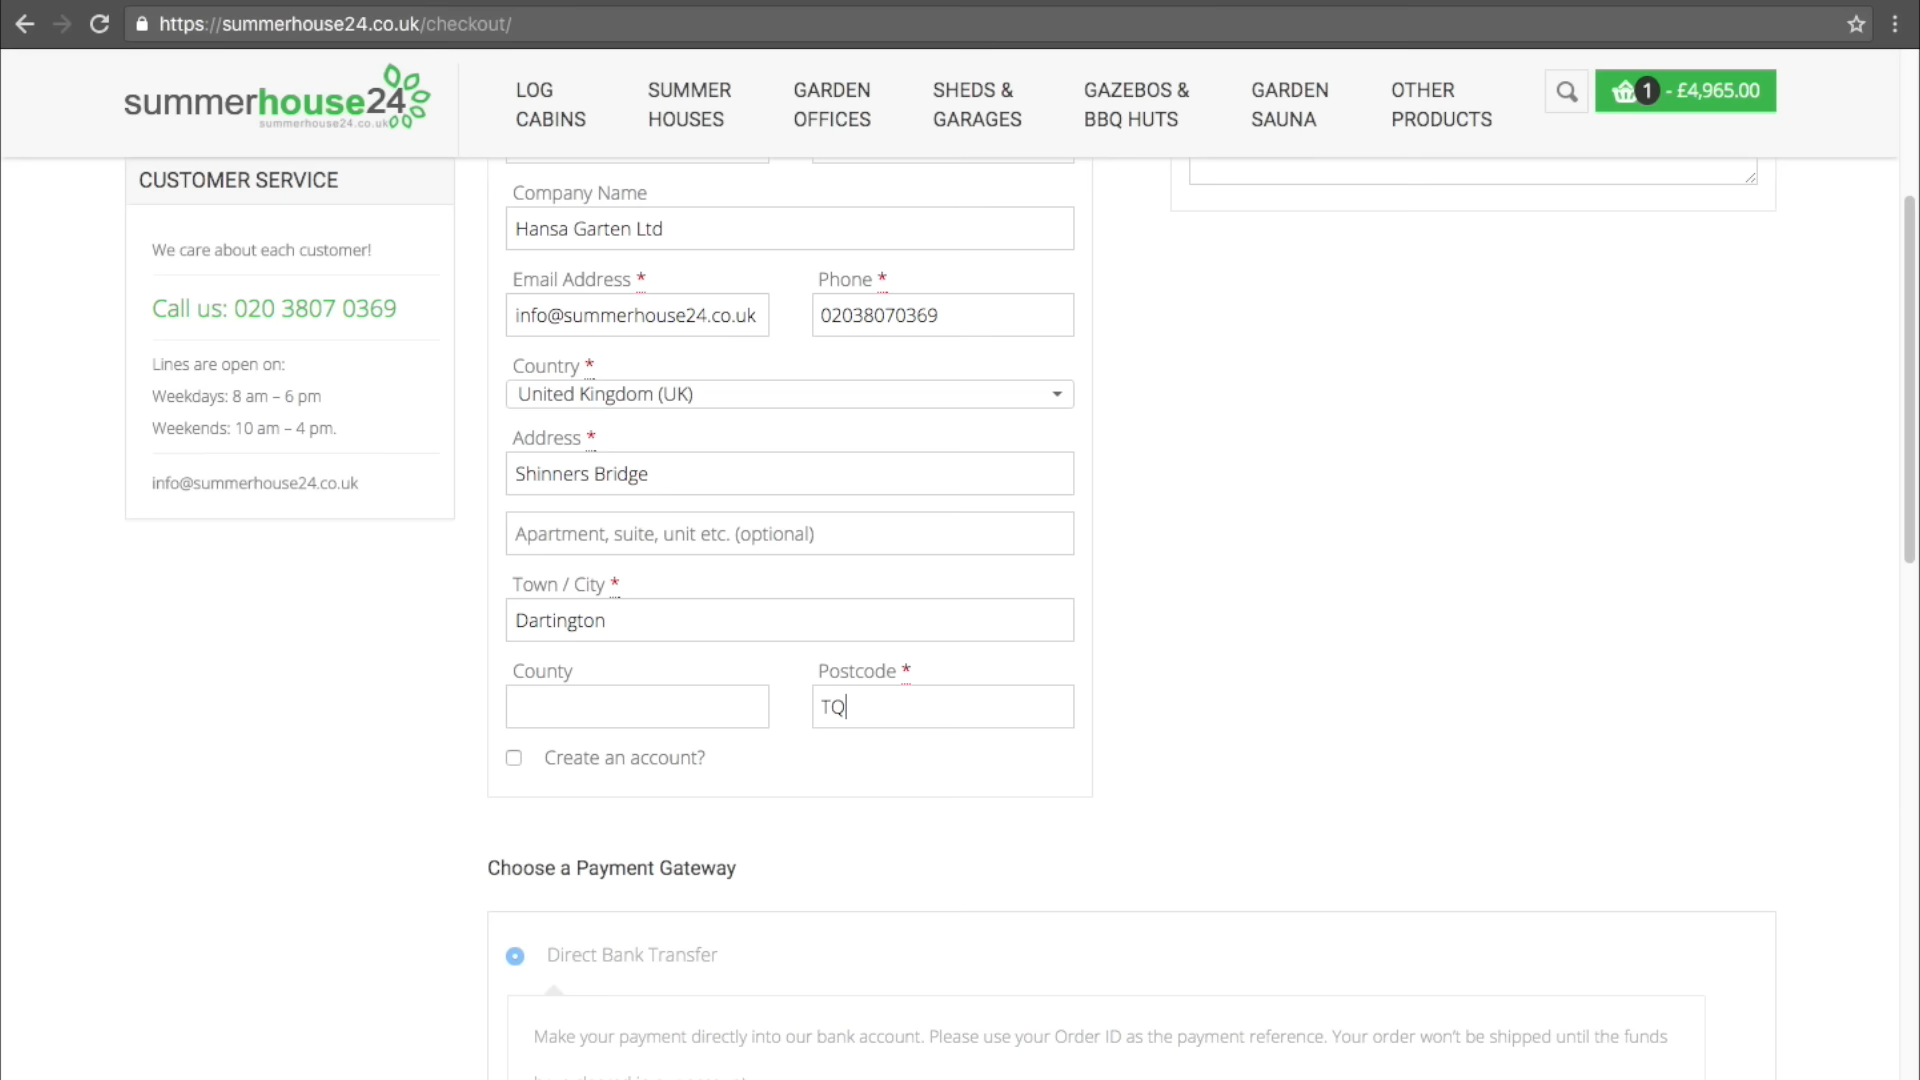 https://summerhouse24.co.uk/checkout/
summerhouse24
summerhouse24.co.uk
LOG CABINS
SUMMER HOUSES
GARDEN OFFICES
SHEDS & GARAGES
GAZEBOS & BBQ HUTS
GARDEN SAUNA
OTHER PRODUCTS
1 - £4,965.00
CUSTOMER SERVICE
We care about each customer!
Call us: 020 3807 0369
Lines are open on:
Weekdays: 8 am – 6 pm
Weekends: 10 am – 4 pm.
info@summerhouse24.co.uk
Company Name
Hansa Garten Ltd
Email Address *
Phone *
info@summerhouse24.co.uk
02038070369
Country *
United Kingdom (UK)
Address *
Shinners Bridge
Apartment, suite, unit etc. (optional)
Town / City *
Dartington
County
Postcode *
TQ
Create an account?
Choose a Payment Gateway
Direct Bank Transfer
Make your payment directly into our bank account. Please use your Order ID as the payment reference. Your order won't be shipped until the funds